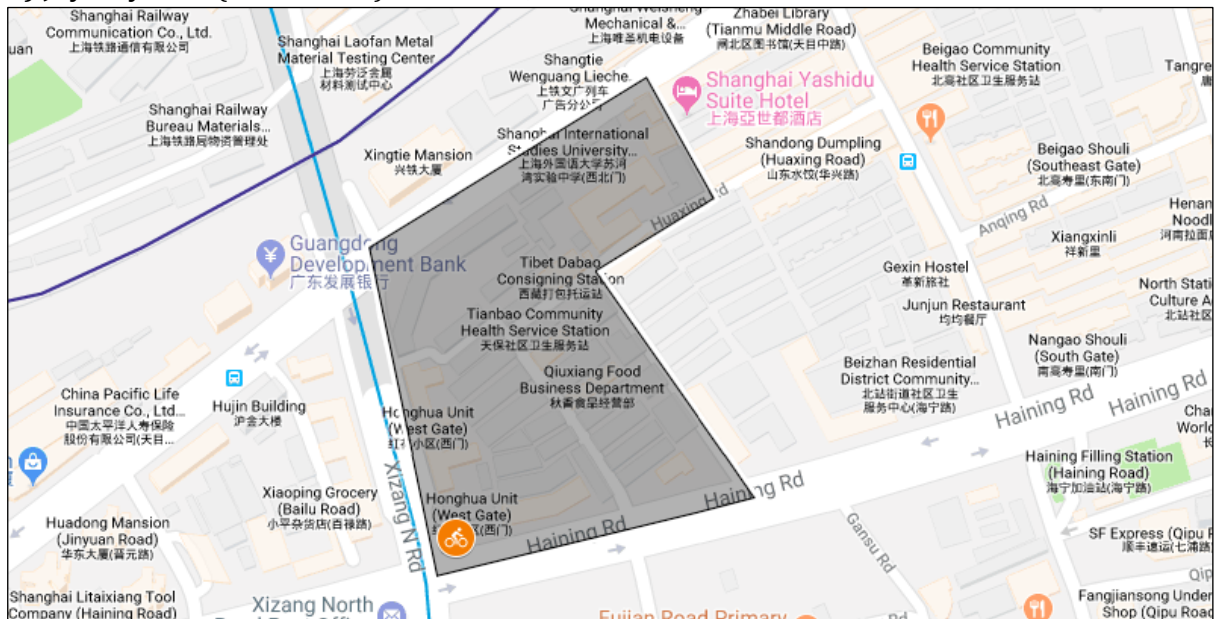 Shanghai Railway
Communication Co., Ltd.
上海铁路通信有限公司
Shanghai Laofan Metal
Material Testing Center
上海劳泛金属
材料测试中心
Mechanical &...
上海唯圣机电设备
Zhabei Library
(Tianmu Middle Road)
闸北区图书馆(天目中路)
Beigao Community
Health Service Station
北高社区卫生服务站
Shangtie
Wenguang Lieche
上铁文广列车
广告分公司
Shanghai Yashidu
Suite Hotel
上海亞世都酒店
Shanghai Railway
Bureau Materials...
上海铁路局物资管理处
Xingtie Mansion
兴铁大厦
Shanghai International
Studies University...
上海外国语大学苏河
湾实验中学(西北门)
Shandong Dumpling
(Huaxing Road)
山东水饺(华兴路)
Beigao Shouli
(Southeast Gate)
北高寿里(东南门)
Huaxing Rd
Anqing Rd
Xiangxinli
祥新里
Guangdong
Development Bank
广东发展银行
Tibet Dabao
Consigning Station
西藏打包托运站
Gexin Hostel
革新旅社
Junjun Restaurant
均均餐厅
Tianbao Community
Health Service Station
天保社区卫生服务站
Nangao Shouli
(South Gate)
南高寿里(南门)
Qiuxiang Food
Business Department
秋香食品经营部
Beizhan Residential
District Community...
北站街道社区卫生
服务中心(海宁路)
China Pacific Life
Insurance Co., Ltd...
中国太平洋人寿保险
股份有限公司(天目...
Hujin Building
沪金大楼
Honghua Unit
(West Gate)
红花小区(西门)
Haining Rd
Haining Rd
Haining Filling Station
(Haining Road)
海宁加油站(海宁路)
Xizang N Rd
Xiaoping Grocery
(Bailu Road)
小平杂货店(百禄路)
Honghua Unit
(West Gate)
Haining Rd
Haining Rd
Huadong Mansion
(Jinyuan Road)
华东大厦(晋元路)
Gansu Rd
SF Express (Qipu
顺丰速运(七浦路)
Shanghai Litaixiang Tool
Company (Haining Road)
Xizang North
Fujian Road Primary
Rd
Fangjiansong Under
Shop (Qipu Road